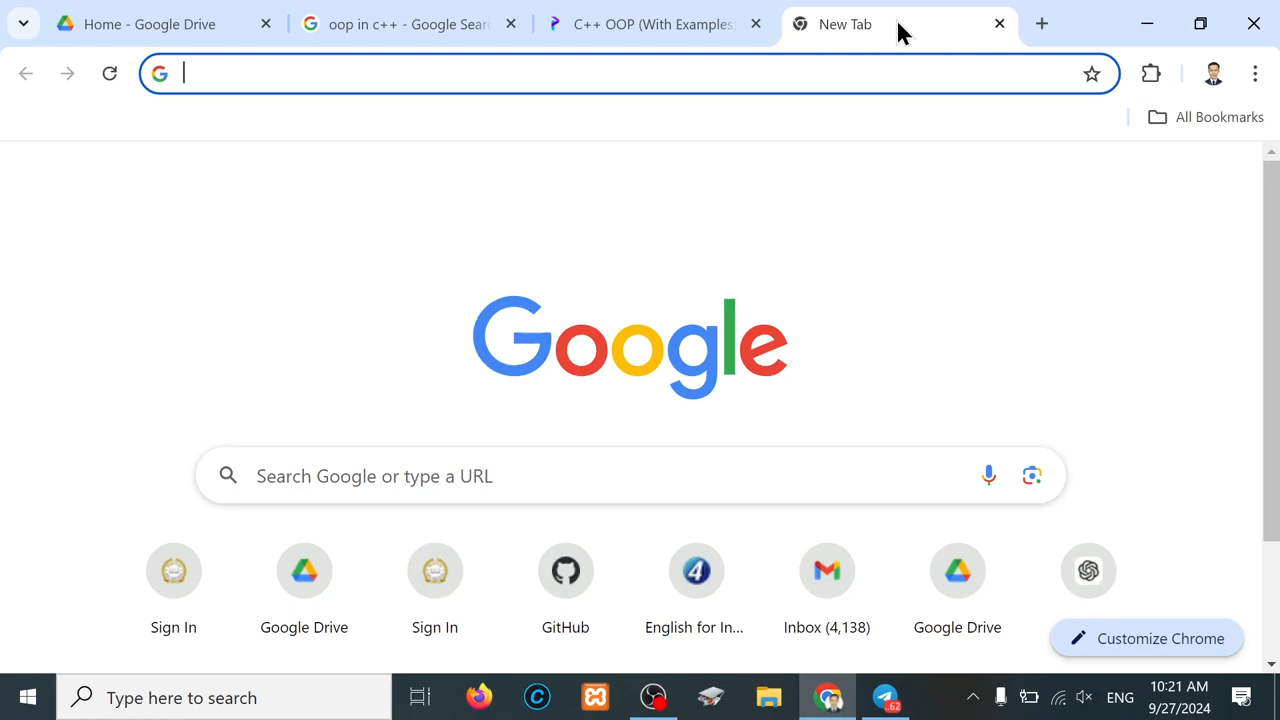 Home - Google Drive
oop in c++ - Google Sear
C++ OOP (With Examples)
New Tab
All Bookmarks
Google
Search Google or type a URL
Sign In
Google Drive
Sign In
GitHub
English for In...
Inbox (4,138)
Google Drive
Customize Chrome
Type here to search
.62
ENG
10:21 AM
9/27/2024